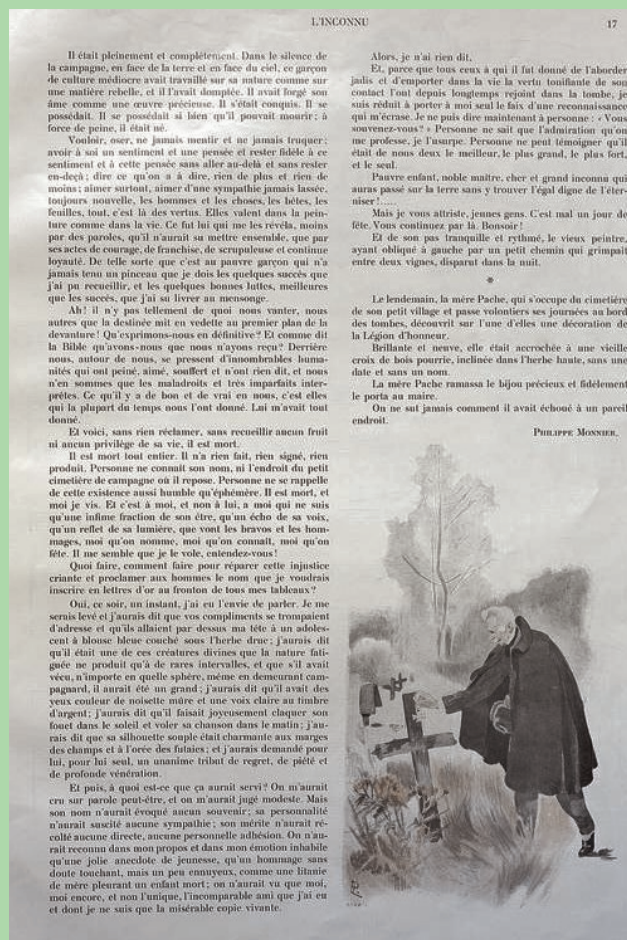 L'INCONNU
17
Il était pleinement et complètement. Dans le silence de
la campagne, en face de la terre et en face du ciel, ce garçon
de culture médiocre avait travaillé sur sa nature comme sur
une matière rebelle, et il l'avait domptée. Il avait forgé son
âme comme une œuvre précieuse. Il s'était conquis. Il se
possédait. Il se possédait si bien qu'il pouvait mourir ; à
force de peine, il était né.
Vouloir, oser, ne jamais mentir et ne jamais truquer ;
avoir à soi un sentiment et une pensée et rester fidèle à ce
sentiment et à cette pensée sans aller au-delà et sans rester
en-deçà ; dire ce qu'on a à dire, rien de plus et rien de
moins ; aimer surtout, aimer d'une sympathie jamais lassée,
toujours nouvelle, les hommes et les choses, les bêtes, les
feuilles, tout, c'est là des vertus. Elles valent dans la pein-
ture comme dans la vie. Ce fut lui qui me les révéla, moins
par des paroles, qu'il n'aurait su mettre ensemble, que par
ses actes de courage, de franchise, de scrupuleuse et continue
loyauté. De telle sorte que c'est au pauvre garçon qui n'a
jamais tenu un pinceau que je dois les quelques succès que
j'ai pu recueillir, et les quelques bonnes luttes, meilleures
que les succès, que j'ai su livrer au mensonge.
Ah ! il n'y pas tellement de quoi nous vanter, nous
autres que la destinée mit en vedette au premier plan de la
devanture ! Qu'exprimons-nous en définitive ? Et comme dit
la Bible qu'avons-nous que nous n'ayons reçu ? Derrière
nous, autour de nous, se pressent d'innombrables huma-
nités qui ont peiné, aimé, souffert et n'ont rien dit, et nous
n'en sommes que les maladroits et très imparfaits inter-
prètes. Ce qu'il y a de bon et de vrai en nous, c'est elles
qui la plupart du temps nous l'ont donné. Lui m'avait tout
donné.
Et voici, sans rien réclamer, sans recueillir aucun fruit
ni aucun privilège de sa vie, il est mort.
Il est mort tout entier. Il n'a rien fait, rien signé, rien
produit. Personne ne connaît son nom, ni l'endroit du petit
cimetière de campagne où il repose. Personne ne se rappelle
de cette existence aussi humble qu'éphémère. Il est mort, et
moi je vis. Et c'est à moi, et non à lui, a moi qui ne suis
qu'une infime fraction de son être, qu'un écho de sa voix,
qu'un reflet de sa lumière, que vont les bravos et les hom-
mages, moi qu'on nomme, moi qu'on connaît, moi qu'on
fête. Il me semble que je le vole, entendez-vous !
Quoi faire, comment faire pour réparer cette injustice
criante et proclamer aux hommes le nom que je voudrais
inscrire en lettres d'or au fronton de tous mes tableaux ?
Oui, ce soir, un instant, j'ai eu l'envie de parler. Je me
serais levé et j'aurais dit que vos compliments se trompaient
d'adresse et qu'ils allaient par dessus ma tête à un adoles-
cent à blouse bleue couché sous l'herbe drue ; j'aurais dit
qu'il était une de ces créatures divines que la nature fati-
guée ne produit qu'à de rares intervalles, et que s'il avait
vécu, n'importe en quelle sphère, même en demeurant cam-
pagnard, il aurait été un grand ; j'aurais dit qu'il avait des
yeux couleur de noisette mûre et une voix claire au timbre
d'argent ; j'aurais dit qu'il faisait joyeusement claquer son
fouet dans le soleil et voler sa chanson dans le matin ; j'au-
rais dit que sa silhouette souple était charmante aux marges
des champs et à l'orée des futaies ; et j'aurais demandé pour
lui, pour lui seul, un unanime tribut de regret, de piété et
de profonde vénération.
Et puis, à quoi est-ce que ça aurait servi ? On m'aurait
cru sur parole peut-être, et on m'aurait jugé modeste. Mais
son nom n'aurait évoqué aucun souvenir ; sa personnalité
n'aurait suscité aucune sympathie ; son mérite n'aurait ré-
colté aucune directe, aucune personnelle adhésion. On n'au-
rait reconnu dans mon propos et dans mon émotion inhabile
qu'une jolie anecdote de jeunesse, qu'un hommage sans
doute touchant, mais un peu ennuyeux, comme une litanie
de mère pleurant un enfant mort ; on n'aurait vu que moi,
moi encore, et non l'unique, l'incomparable ami que j'ai eu
et dont je ne suis que la misérable copie vivante.
Alors, je n'ai rien dit.
Et, parce que tous ceux à qui il fut donné de l'aborder
jadis et d'emporter dans la vie la vertu tonifiante de son
contact l'ont depuis longtemps rejoint dans la tombe, je
suis réduit à porter à moi seul le faix d'une reconnaissance
qui m'écrase. Je ne puis dire maintenant à personne : « Vous
souvenez-vous? » Personne ne sait que l'admiration qu'on
me professe, je l'usurpe. Personne ne peut témoigner qu'il
était de nous deux le meilleur, le plus grand, le plus fort,
et le seul.
Pauvre enfant, noble maître, cher et grand inconnu qui
auras passé sur la terre sans y trouver l'égal digne de l'éter-
niser !.....
Mais je vous attriste, jeunes gens. C'est mal un jour de
fête. Vous continuez par là. Bonsoir !
Et de son pas tranquille et rythmé, le vieux peintre,
ayant obliqué à gauche par un petit chemin qui grimpait
entre deux vignes, disparut dans la nuit.
*
Le lendemain, la mère Pache, qui s'occupe du cimetière
de son petit village et passe volontiers ses journées au bord
des tombes, découvrit sur l'une d'elles une décoration de
la Légion d'honneur.
Brillante et neuve, elle était accrochée à une vieille
croix de bois pourrie, inclinée dans l'herbe haute, sans une
date et sans un nom.
La mère Pache ramassa le bijou précieux et fidèlement
le porta au maire.
On ne sut jamais comment il avait échoué à un pareil
endroit.
PHILIPPE MONNIER.